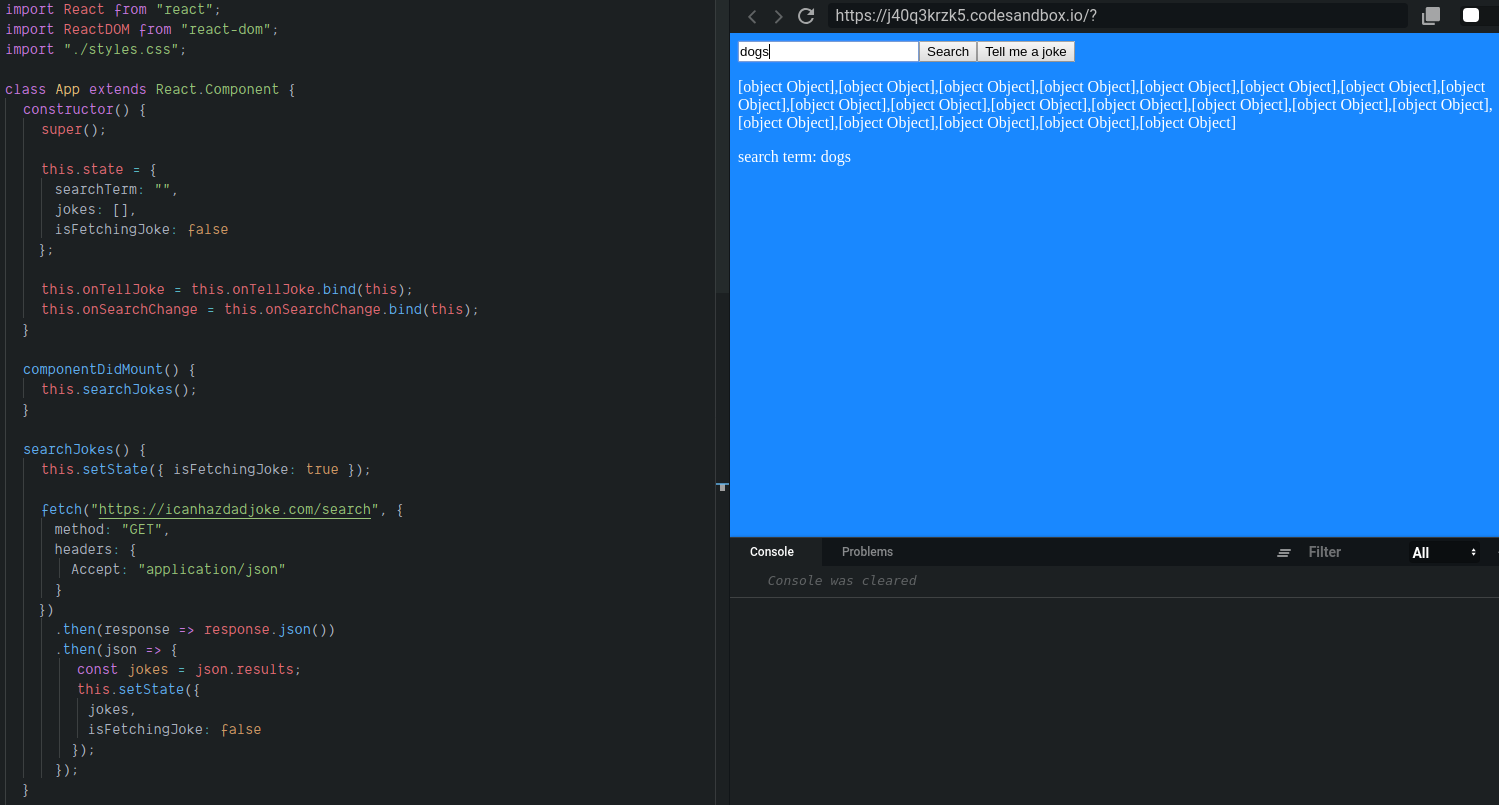 import React from "react";
import ReactDOM from "react-dom";
import "./styles.css";
class App extends React.Component {
constructor() {
super();
this.state = {
searchTerm: "",
jokes: [],
isFetchingJoke: false
};
this.onTellJoke = this.onTellJoke.bind(this);
this.onSearchChange = this.onSearchChange.bind(this);
}
componentDidMount() {
this.searchJokes();
}
searchJokes() {
this.setState({ isFetchingJoke: true });
fetch("https://icanhazdadjoke.com/search", {
method: "GET",
headers: {
Accept: "application/json"
}
})
.then(response => response.json())
.then(json => {
const jokes = json.results;
this.setState({
jokes,
isFetchingJoke: false
});
});
}
https://j40q3krzk5.codesandbox.io/?
dogs Search Tell me a joke
[object Object],[object Object],[object Object],[object Object],[object Object],[object Object],[object Object],[object
Object],[object Object],[object Object],[object Object],[object Object],[object Object],[object Object],[object Object],
[object Object],[object Object],[object Object],[object Object],[object Object]
search term: dogs
Console Problems Filter All
Console was cleared